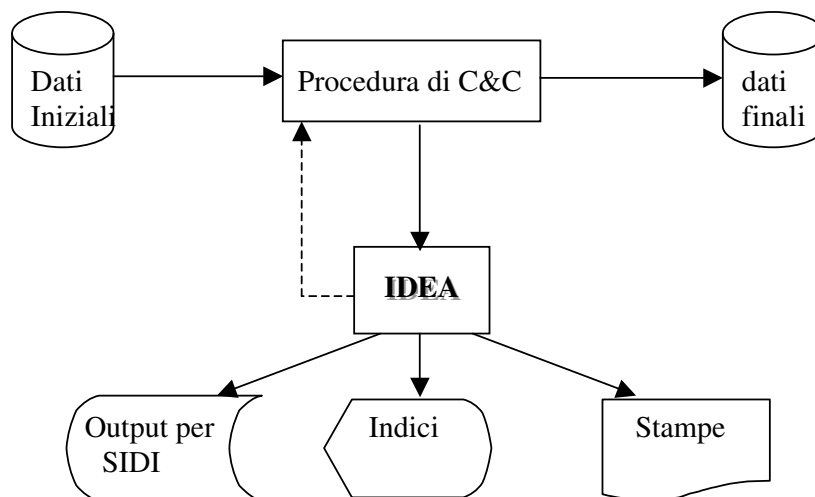 Dati
Iniziali
Procedura di C&C
dati
finali
IDEA
Output per
SIDI
Indici
Stampe